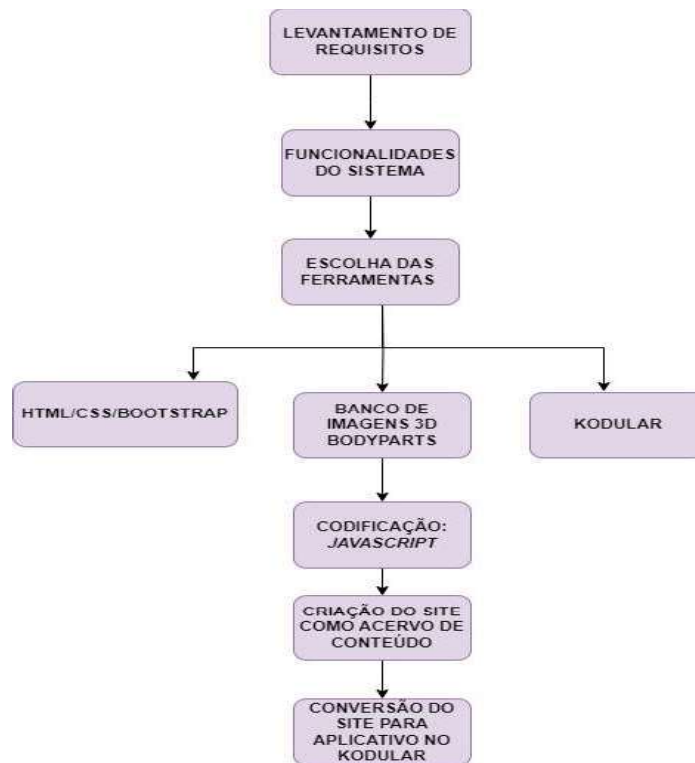 LEVANTAMENTO DE
REQUISITOS
FUNCIONALIDADES
DO SISTEMA
ESCOLHA DAS
FERRAMENTAS
HTML/CSS/BOOTSTRAP
BANCO DE
IMAGENS 3D
BODYPARTS
KODULAR
CODIFICAÇÃO:
JAVASCRIPT
CRIAÇÃO DO SITE
COMO ACERVO DE
CONTEÚDO
CONVERSÃO DO
SITE PARA
APLICATIVO NO
KODULAR